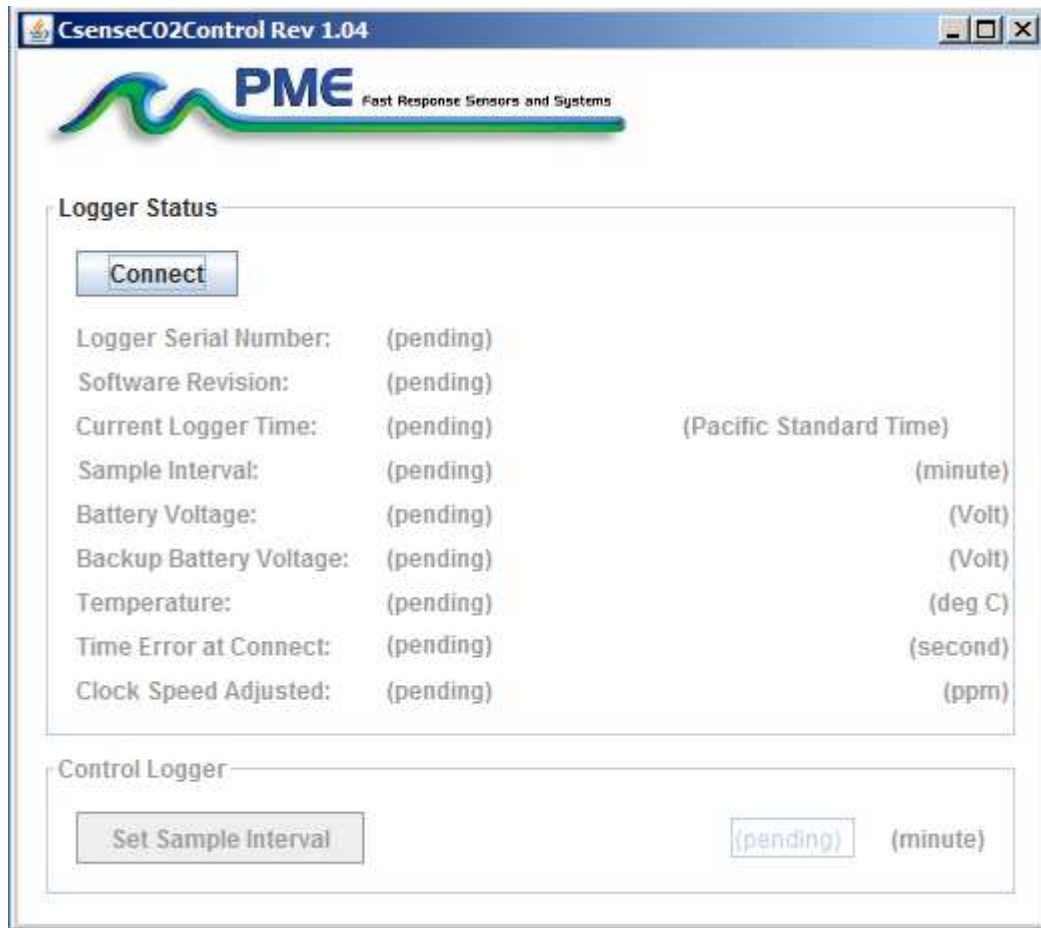 CsenseCO2Control Rev 1.04
PME Fast Response Sensors and Systems
Logger Status
Connect
Logger Serial Number: (pending)
Software Revision: (pending)
Current Logger Time: (pending) (Pacific Standard Time)
Sample Interval: (pending) (minute)
Battery Voltage: (pending) (Volt)
Backup Battery Voltage: (pending) (Volt)
Temperature: (pending) (deg C)
Time Error at Connect: (pending) (second)
Clock Speed Adjusted: (pending) (ppm)
Control Logger
Set Sample Interval (pending) (minute)